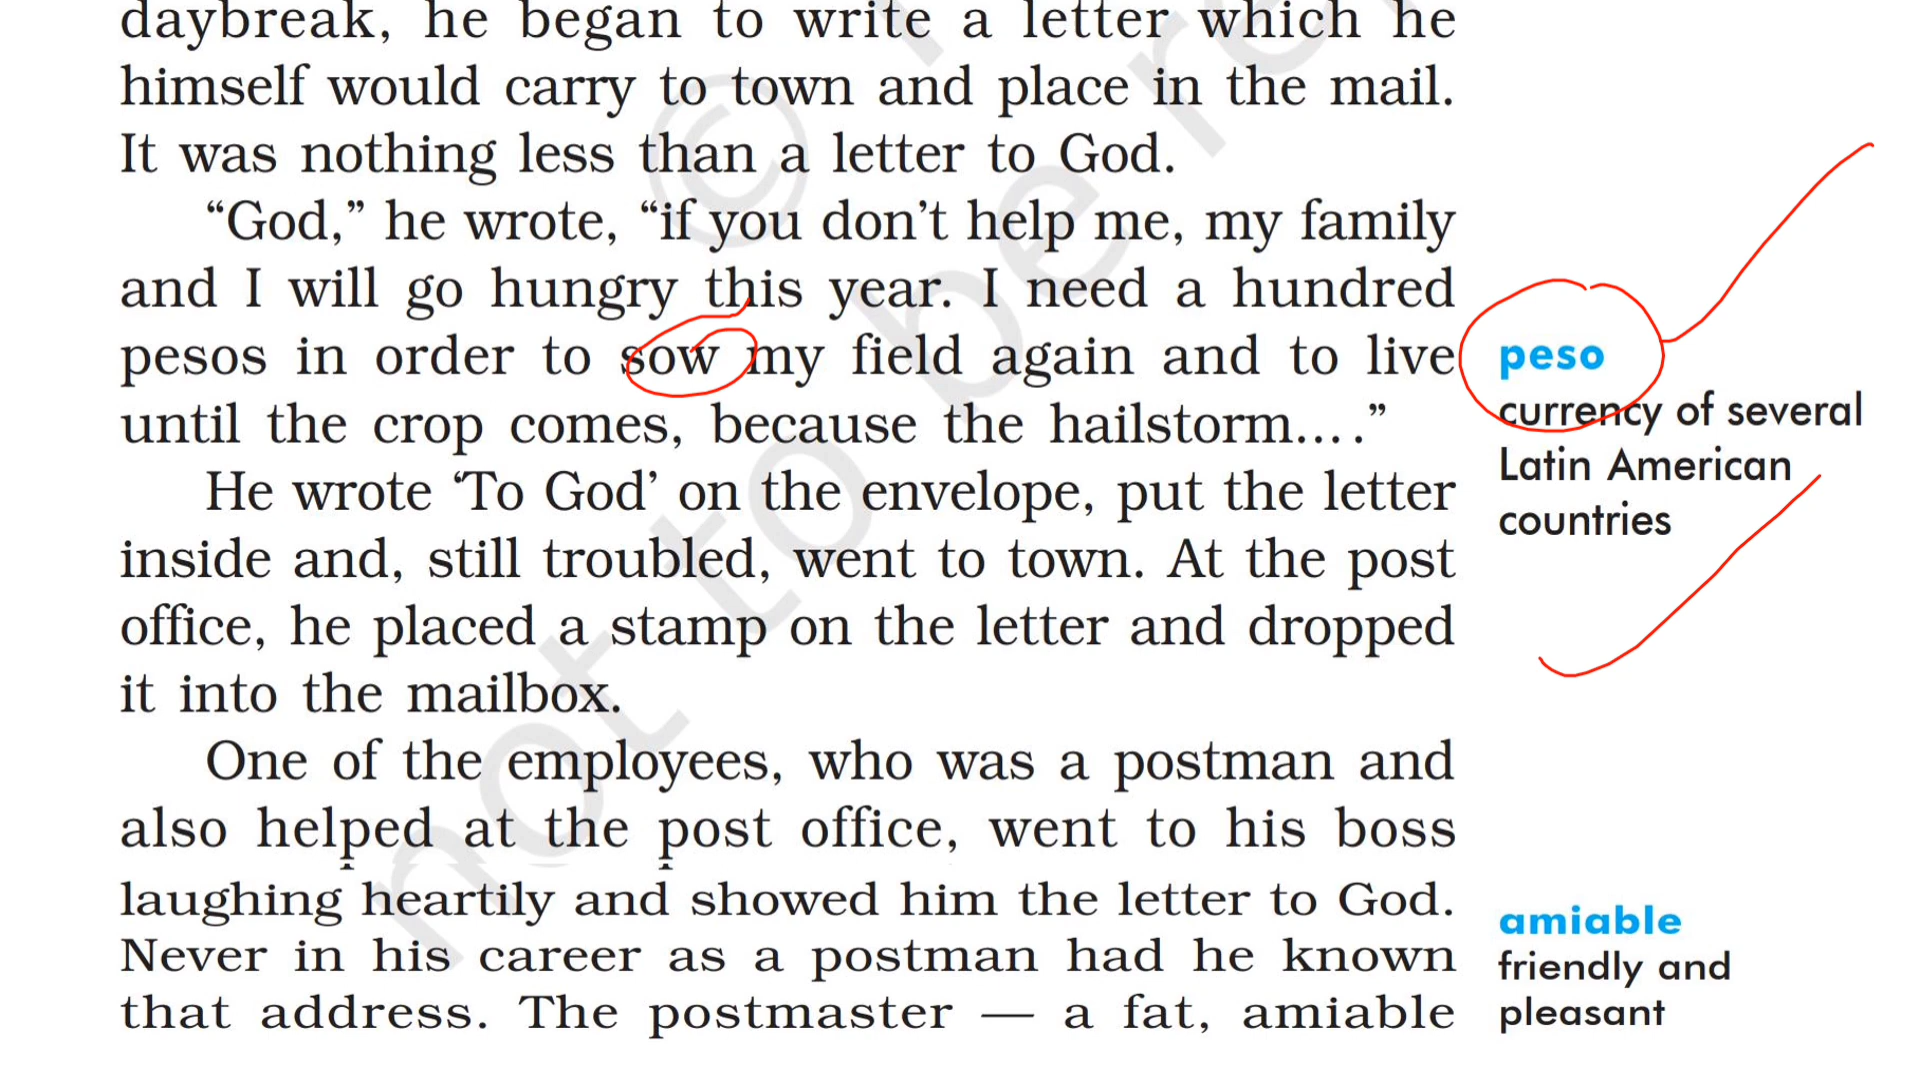 daybreak, he began to write a letter which he
himself would carry to town and place in the mail.
It was nothing less than a letter to God.
“God,” he wrote, “if you don’t help me, my family
and I will go hungry this year. I need a hundred
pesos in order to sow my field again and to live
until the crop comes, because the hailstorm....”
He wrote ‘To God’ on the envelope, put the letter
inside and, still troubled, went to town. At the post
office, he placed a stamp on the letter and dropped
it into the mailbox.
One of the employees, who was a postman and
also helped at the post office, went to his boss
laughing heartily and showed him the letter to God.
Never in his career as a postman had he known
that address. The postmaster — a fat, amiable
peso
currency of several
Latin American
countries
amiable
friendly and
pleasant
©
not to be re